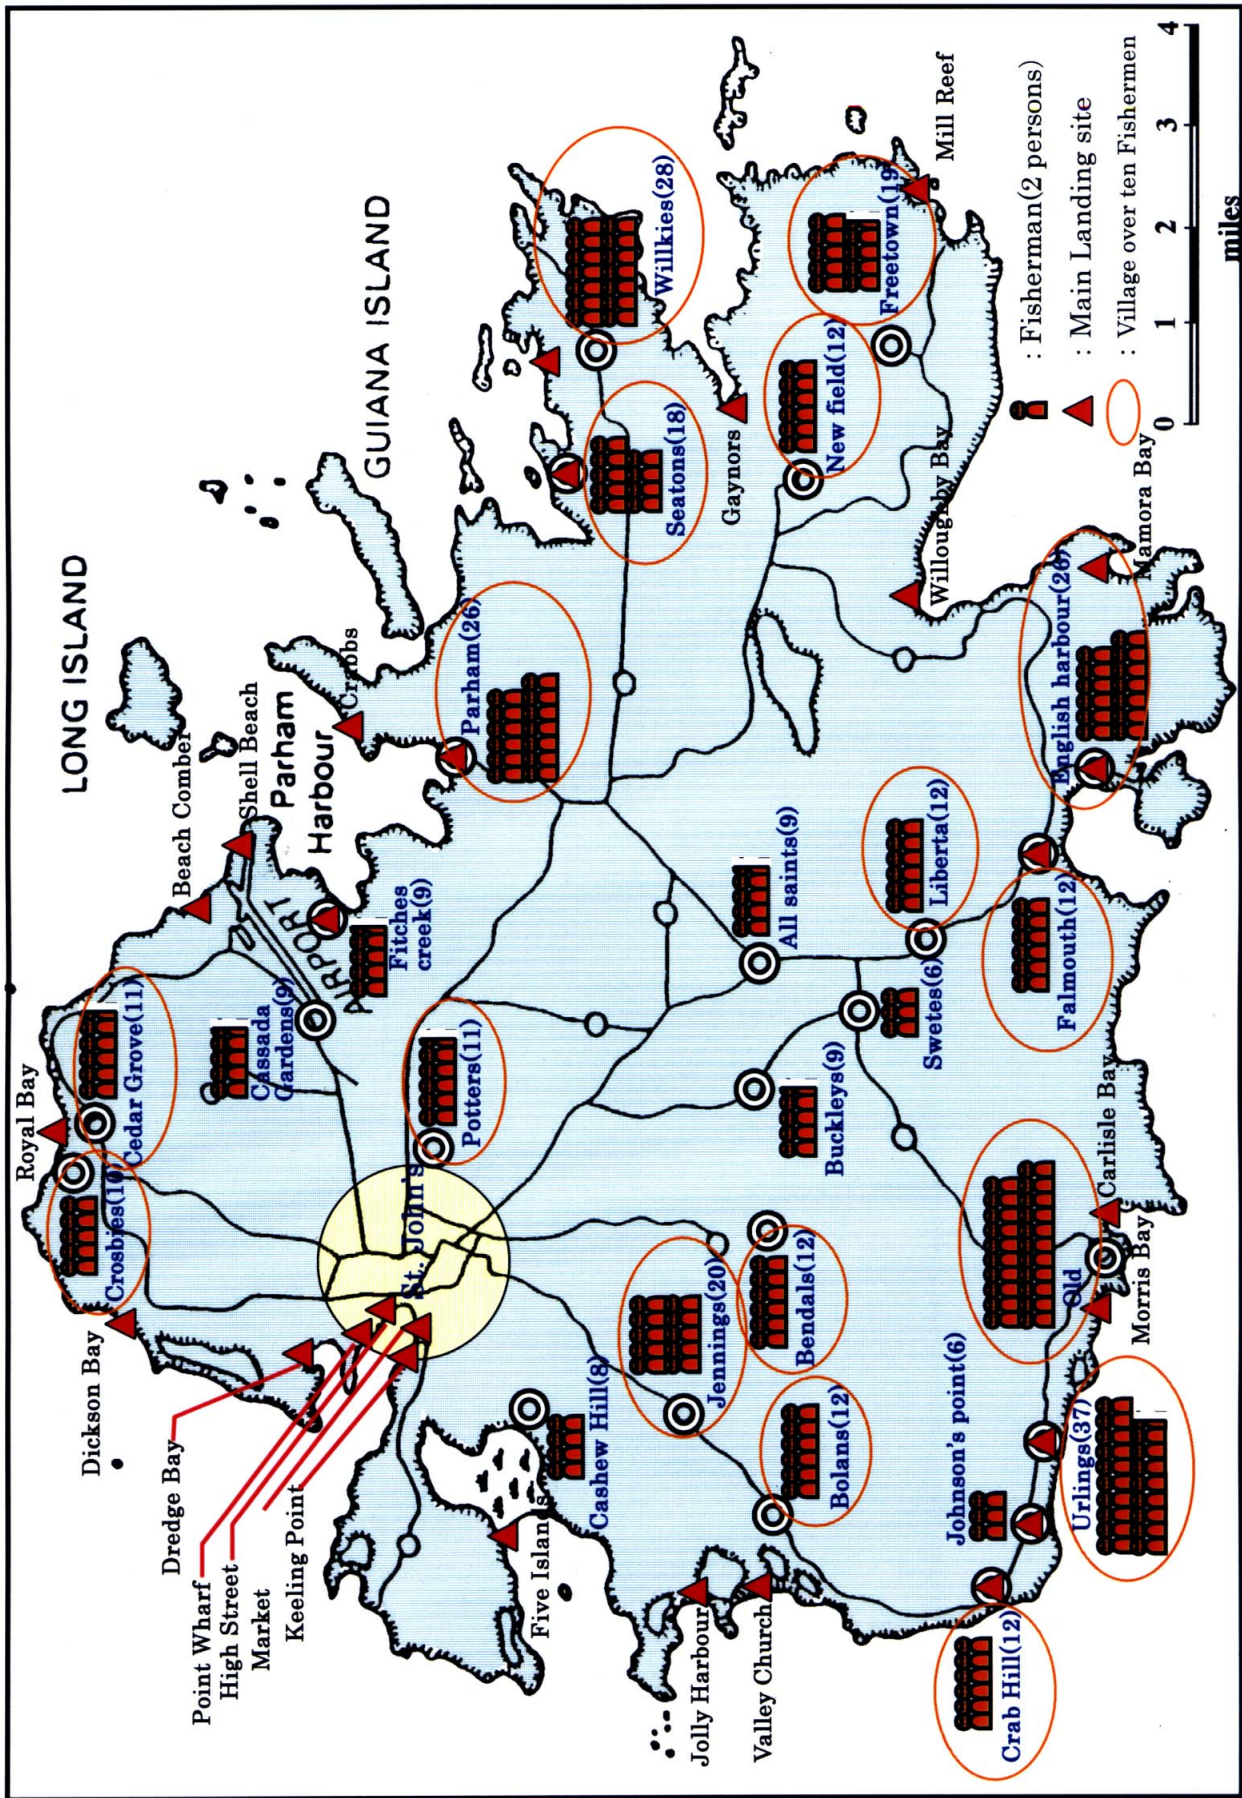 LONG ISLAND
GUIANA ISLAND
Royal Bay
Beach Comber
Shell Beach
Parham
Harbour
Crabbs
Dickson Bay
Crosbies(10)
Cedar Grove(11)
Cassada
Gardens(9)
AIRPORT
Fitches
creek(9)
Parham(26)
Seatons(18)
Willkies(28)
Dredge Bay
Point Wharf
High Street
Market
Keeling Point
St. John's
Potters(11)
Gaynors
Five Islands
Cashew Hill(8)
Jennings(20)
Bendals(12)
Buckleys(9)
All saints(9)
New field(12)
Freetown(19)
Mill Reef
Jolly Harbour
Valley Church
Bolans(12)
Swetes(6)
Liberta(12)
Willougnby Bay
Johnson's point(6)
Old
Falmouth(12)
English harbour(26)
Mamora Bay
Crab Hill(12)
Urlings(37)
Morris Bay
Carlisle Bay
: Fisherman(2 persons)
: Main Landing site
: Village over ten Fishermen
0 1 2 3 4
miles